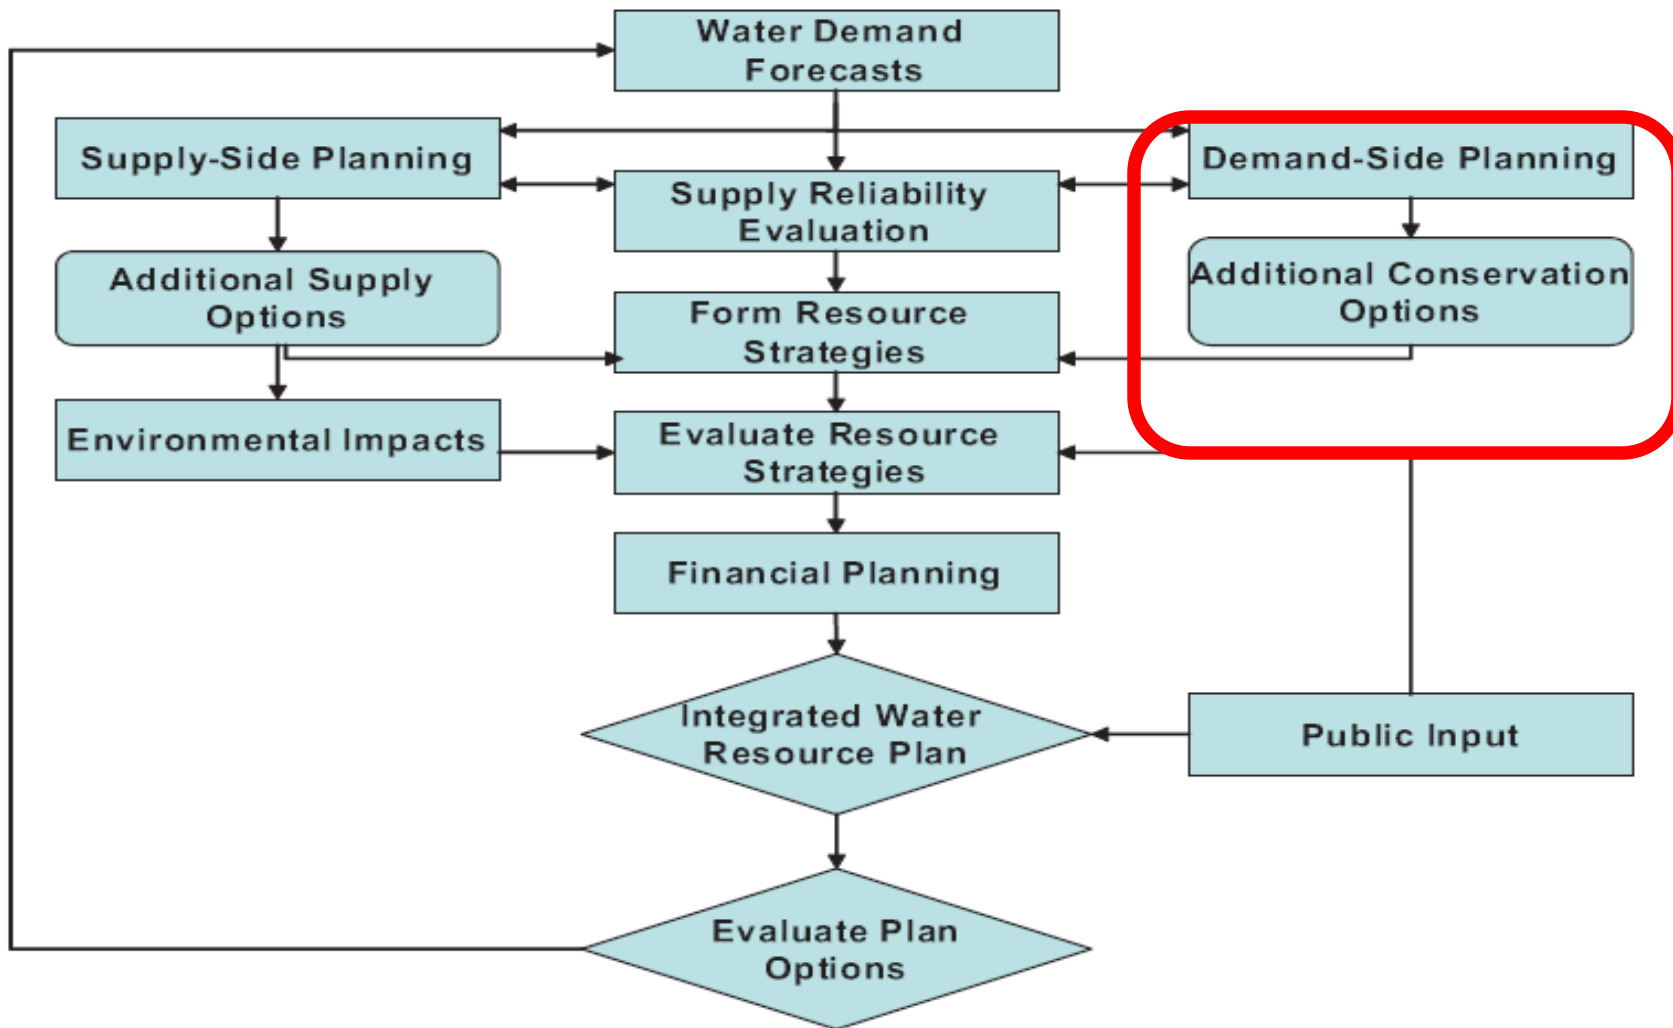 Water Demand
Forecasts
Supply-Side Planning
Demand-Side Planning
Supply Reliability
Evaluation
Additional Supply
Options
Additional Conservation
Options
Form Resource
Strategies
Environmental Impacts
Evaluate Resource
Strategies
Financial Planning
Integrated Water
Resource Plan
Public Input
Evaluate Plan
Options